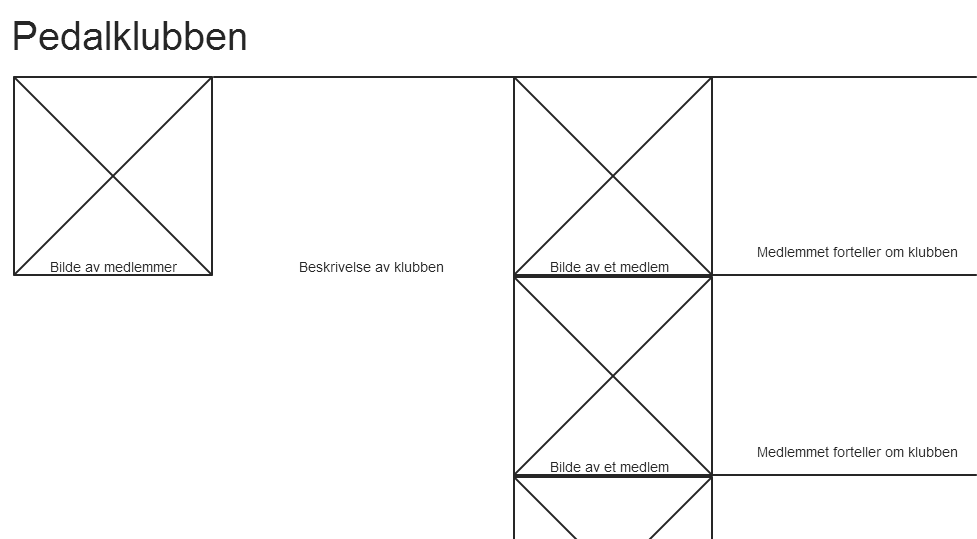 Pedalklubben
Bilde av medlemmer
Beskrivelse av klubben
Bilde av et medlem
Medlemmet forteller om klubben
Bilde av et medlem
Medlemmet forteller om klubben